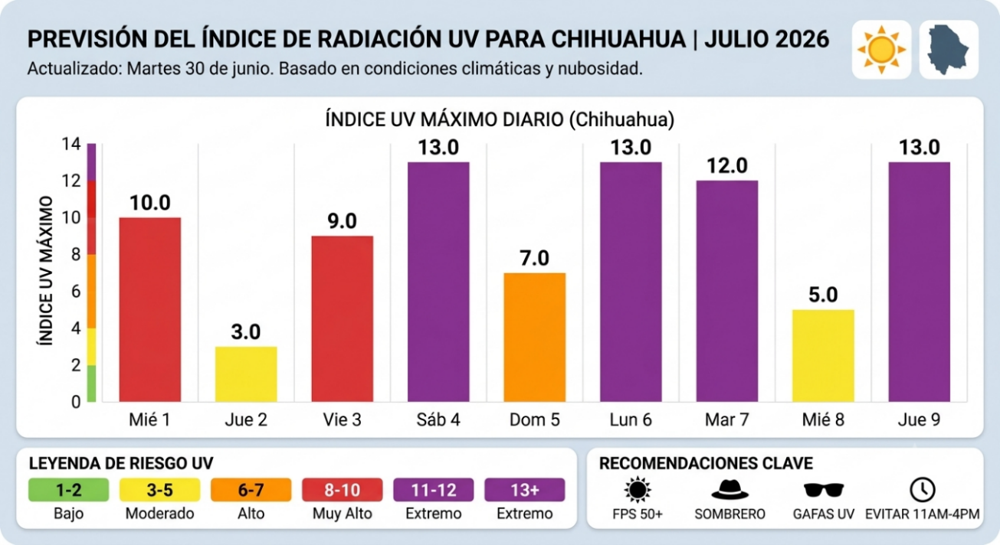 PREVISIÓN DEL ÍNDICE DE RADIACIÓN UV PARA CHIHUAHUA | JULIO 2026
Actualizado: Martes 30 de junio. Basado en condiciones climáticas y nubosidad.
ÍNDICE UV MÁXIMO DIARIO (Chihuahua)
ÍNDICE UV MÁXIMO
14
12
10
8
6
4
2
0
10.0
3.0
9.0
13.0
7.0
13.0
12.0
5.0
13.0
Mié 1
Jue 2
Vie 3
Sáb 4
Dom 5
Lun 6
Mar 7
Mié 8
Jue 9
LEYENDA DE RIESGO UV
1-2
3-5
6-7
8-10
11-12
13+
Bajo
Moderado
Alto
Muy Alto
Extremo
Extremo
RECOMENDACIONES CLAVE
FPS 50+
SOMBRERO
GAFAS UV
EVITAR 11AM-4PM